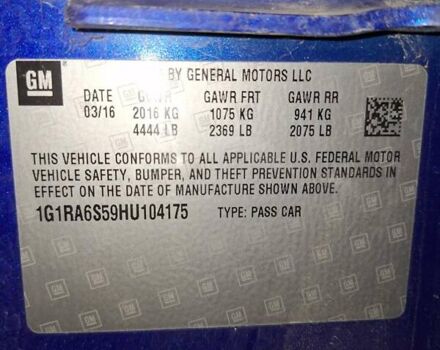 GM
BY GENERAL MOTORS LLC
DATE GVWR GAWR FRT GAWR RR
03/16 2016 KG 1075 KG 941 KG
4444 LB 2369 LB 2075 LB
THIS VEHICLE CONFORMS TO ALL APPLICABLE U.S. FEDERAL MOTOR
VEHICLE SAFETY, BUMPER, AND THEFT PREVENTION STANDARDS IN
EFFECT ON THE DATE OF MANUFACTURE SHOWN ABOVE.
1G1RA6S59HU104175 TYPE: PASS CAR